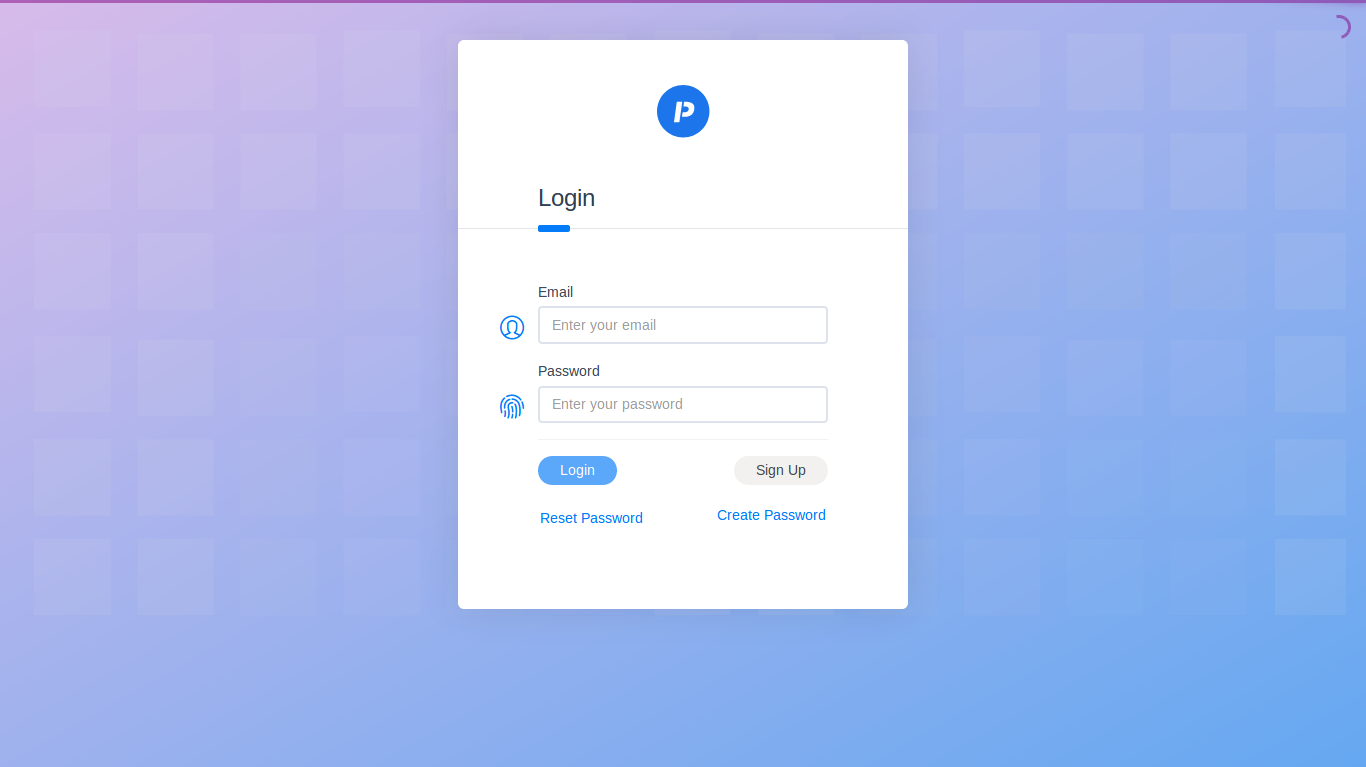 P
Login
Email
Enter your email
Password
Enter your password
Login
Sign Up
Reset Password
Create Password